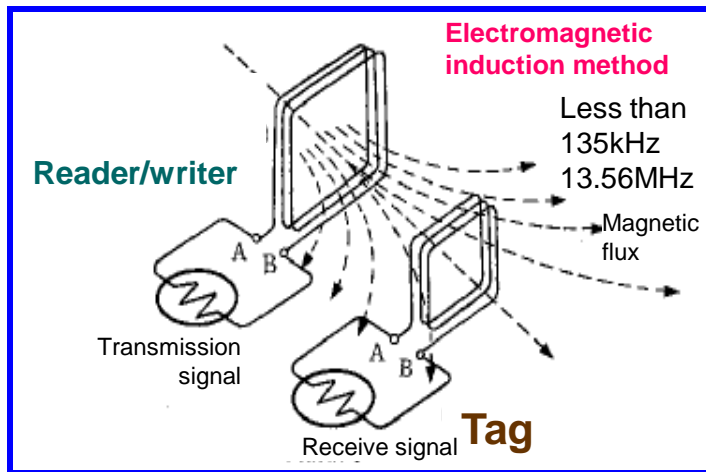 Electromagnetic
induction method
Less than
135kHz
13.56MHz
Reader/writer
Magnetic
flux
A
B
Transmission
signal
A
B
Receive signal
Tag